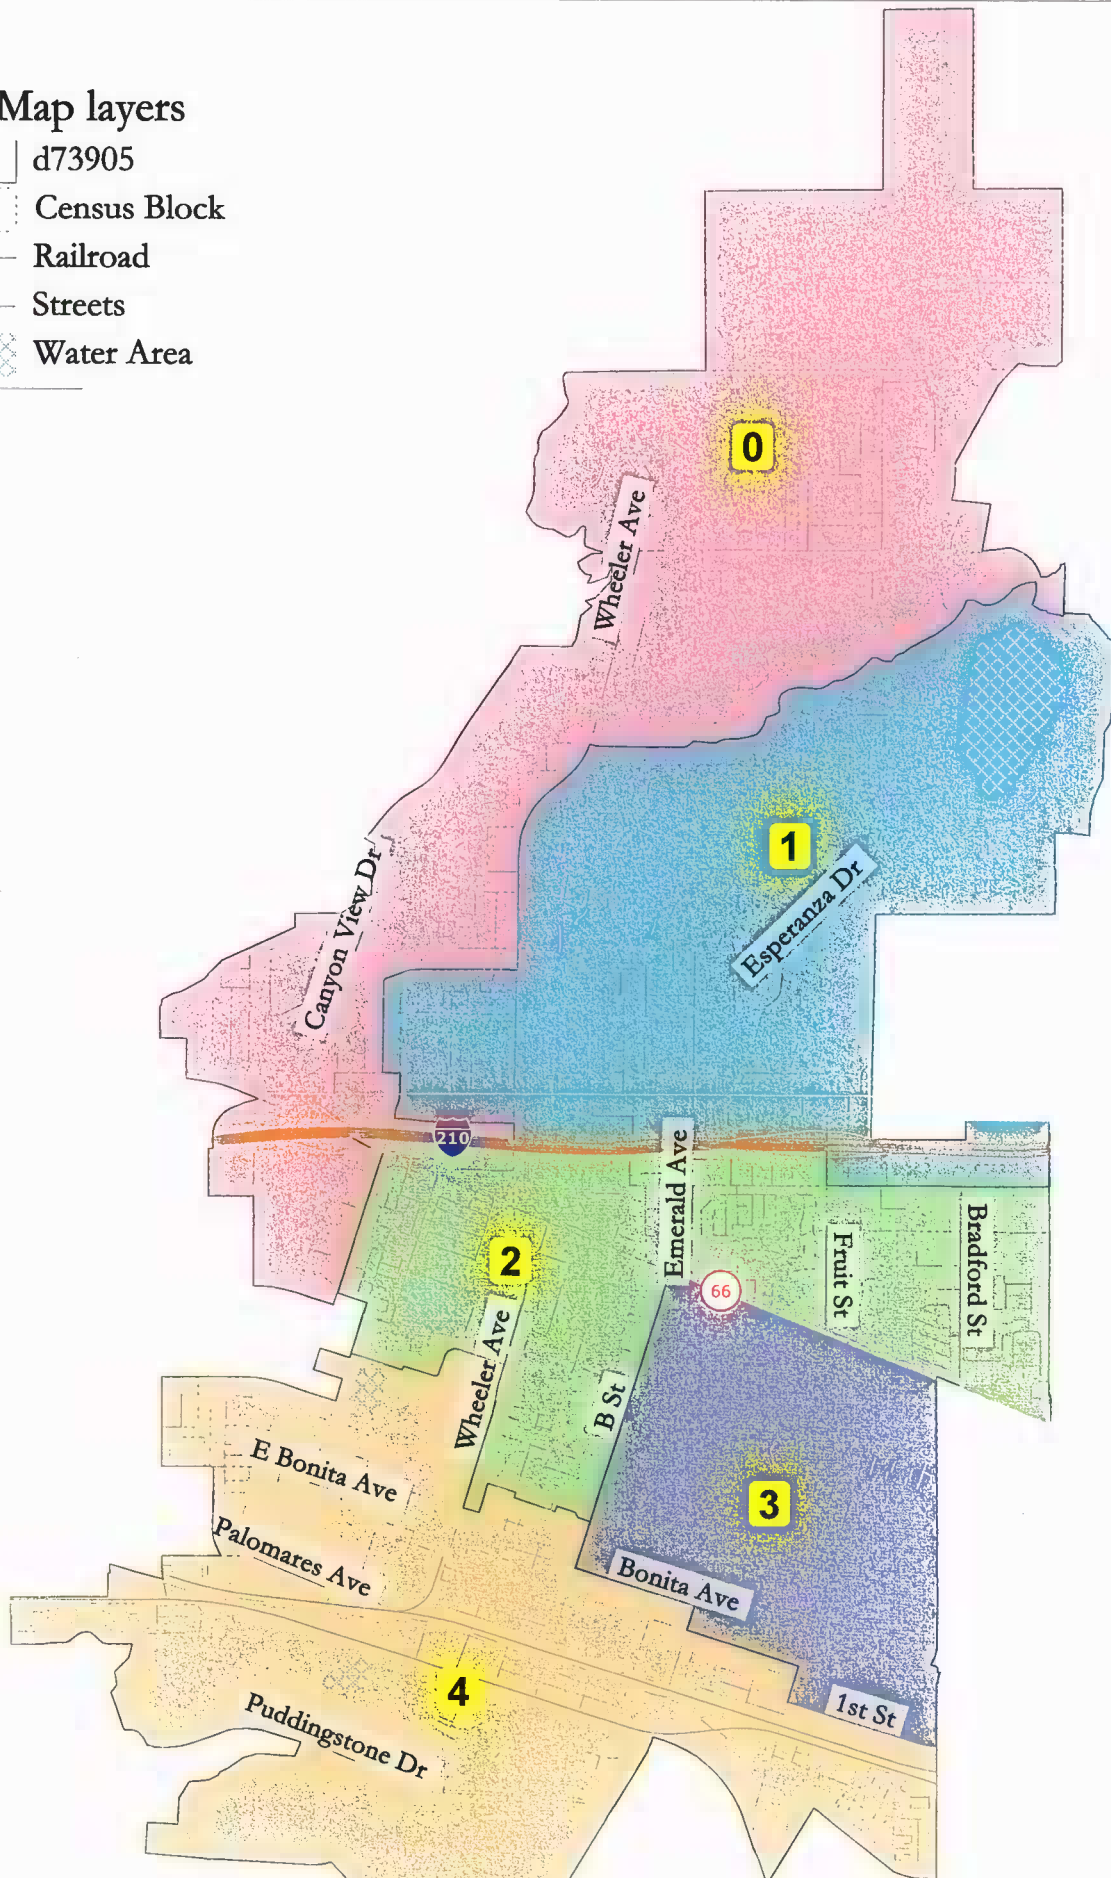 Map layers
d73905
Census Block
Railroad
Streets
Water Area
0
Wheeler Ave
1
Esperanza Dr
Canyon View Dr
210
Emerald Ave
Fruit St
Bradford St
2
66
Wheeler Ave
B St
E Bonita Ave
3
Palomares Ave
Bonita Ave
4
1st St
Puddingstone Dr